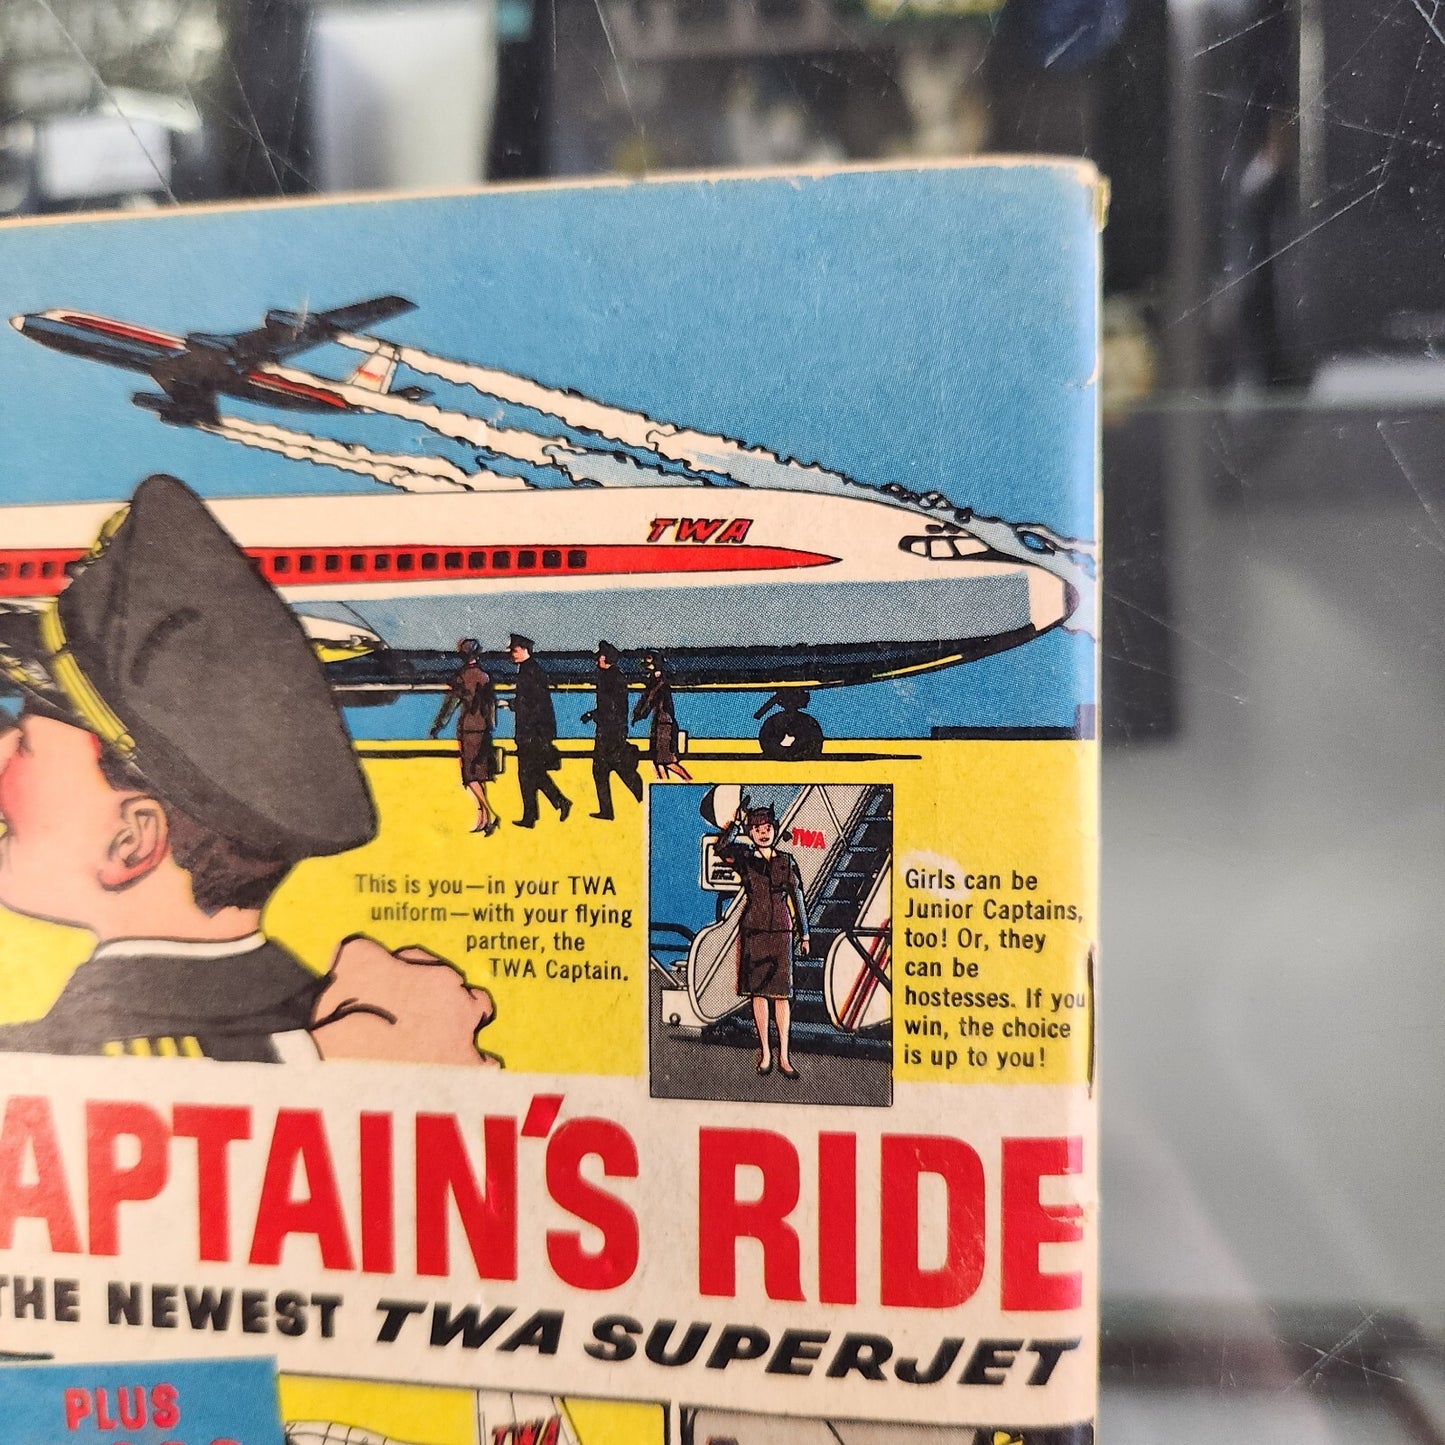 TWA
TWA
This is you—in your TWA
uniform—with your flying
partner, the
TWA Captain.
Girls can be
Junior Captains,
too! Or, they
can be
hostesses. If you
win, the choice
is up to you!
APTAIN'S RIDE
THE NEWEST TWA SUPERJET
PLUS
TWA